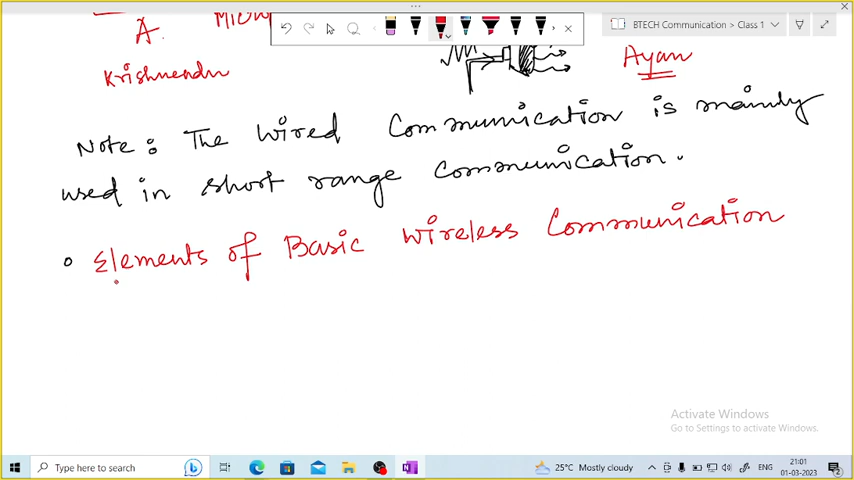 BTECH Communication > Class 1
A.
Krishnendu
Ayan
Note: The Wired Communication is mainly
used in short range communication.
Elements of Basic Wireless Communication
Activate Windows
Go to Settings to activate Windows.
Type here to search
25°C Mostly cloudy
ENG
21:01
01-03-2023
2